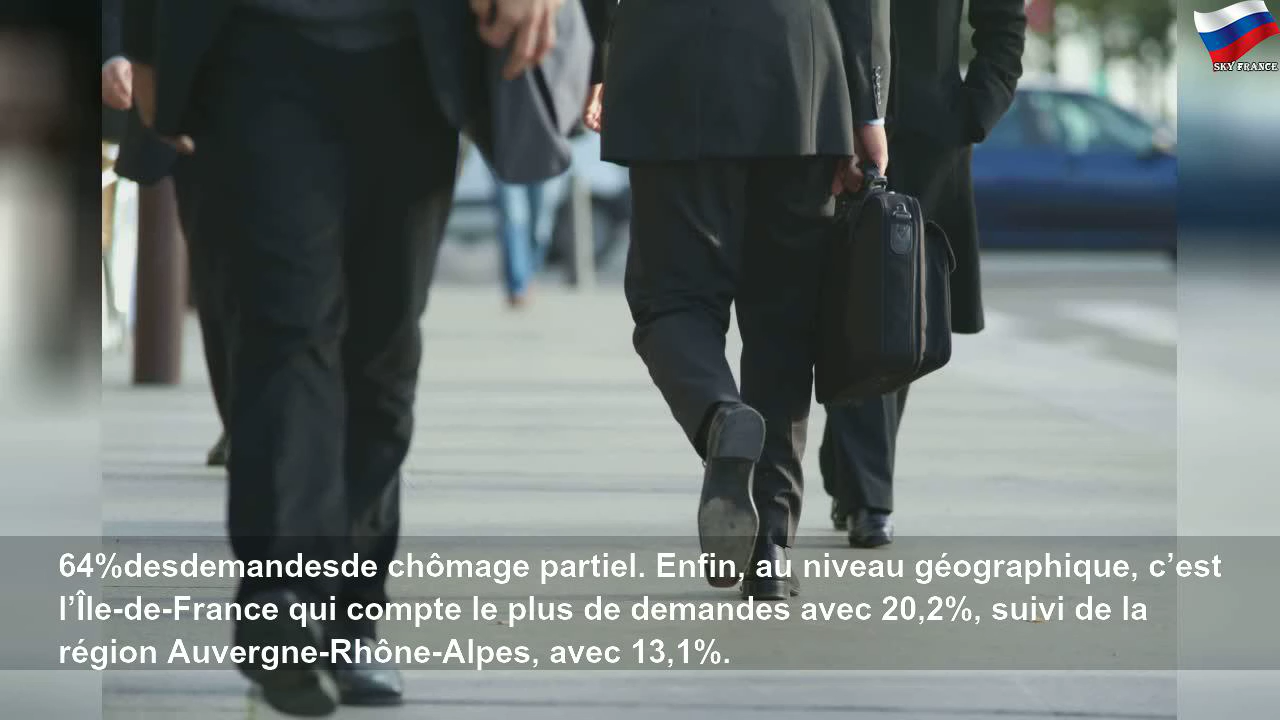 SKY FRANCE
64%desdemandesde chômage partiel. Enfin, au niveau géographique, c’est
l’Île-de-France qui compte le plus de demandes avec 20,2%, suivi de la
région Auvergne-Rhône-Alpes, avec 13,1%.